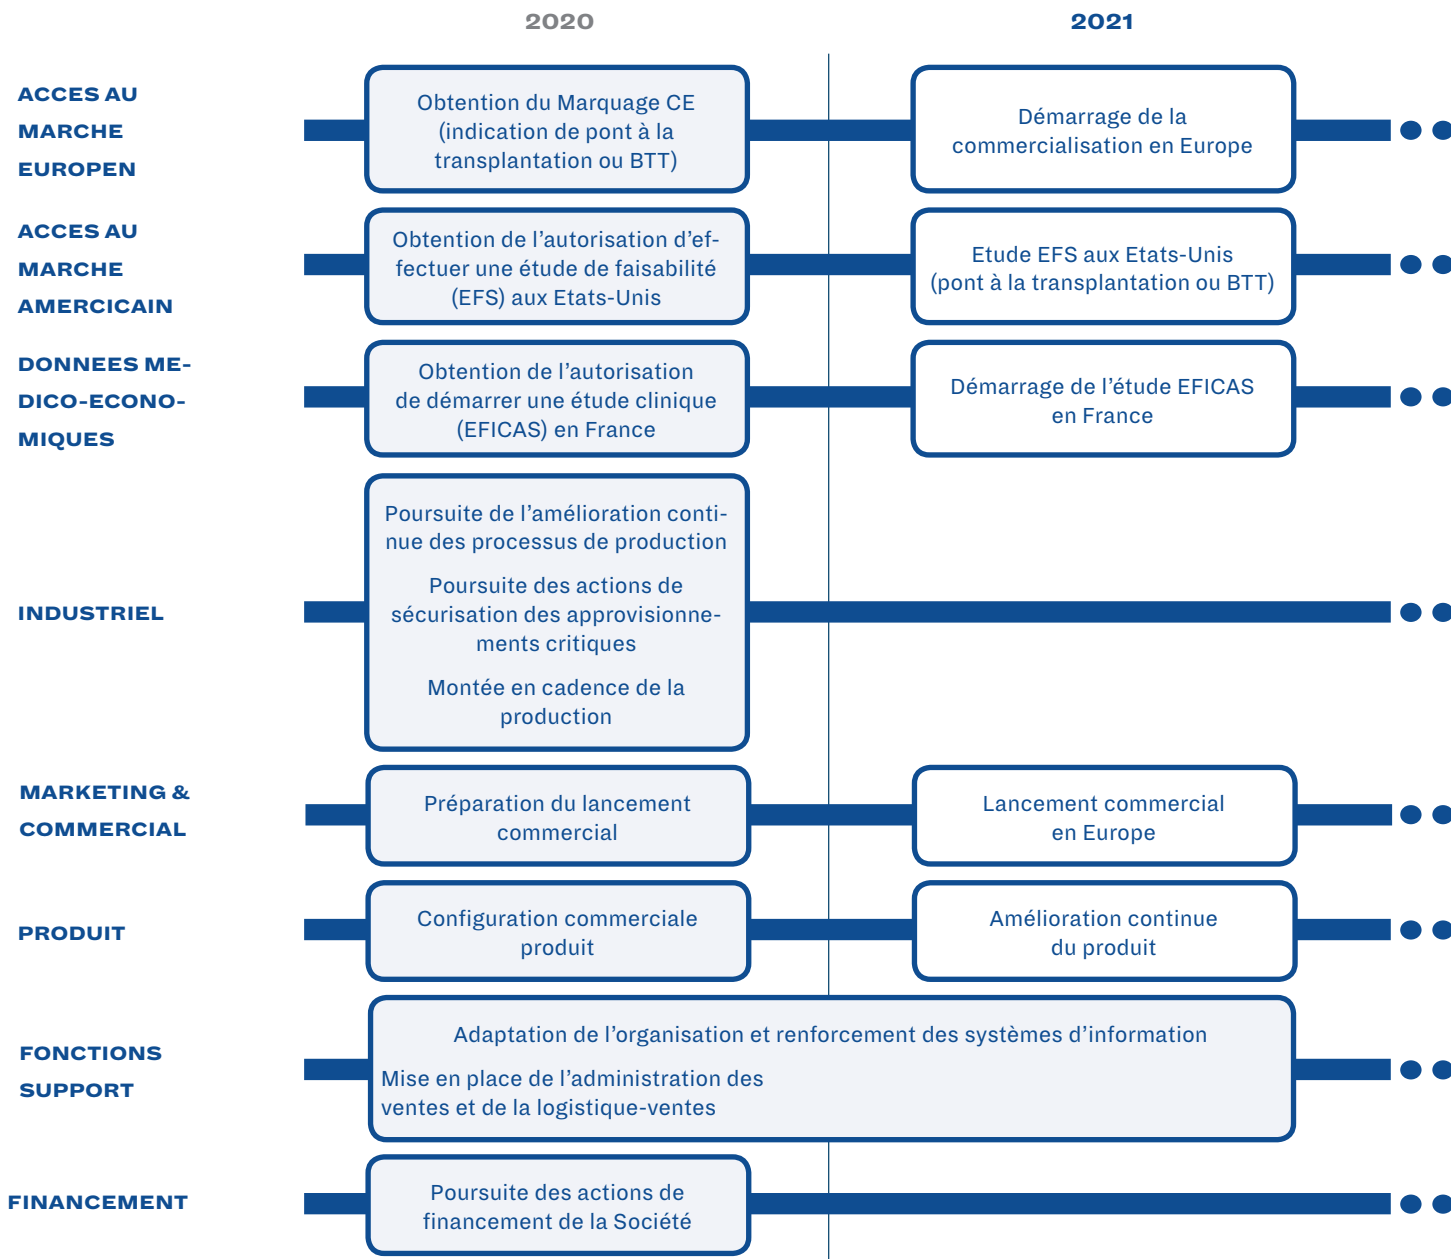 2020
2021
ACCES AU
MARCHE
EUROPEN
Obtention du Marquage CE
(indication de pont à la
transplantation ou BTT)
Démarrage de la
commercialisation en Europe
ACCES AU
MARCHE
AMERCICAIN
Obtention de l’autorisation d’ef-
fectuer une étude de faisabilité
(EFS) aux Etats-Unis
Etude EFS aux Etats-Unis
(pont à la transplantation ou BTT)
DONNEES ME-
DICO-ECONO-
MIQUES
Obtention de l’autorisation
de démarrer une étude clinique
(EFICAS) en France
Démarrage de l’étude EFICAS
en France
INDUSTRIEL
Poursuite de l’amélioration conti-
nue des processus de production
Poursuite des actions de
sécurisation des approvisionne-
ments critiques
Montée en cadence de la
production
MARKETING &
COMMERCIAL
Préparation du lancement
commercial
Lancement commercial
en Europe
PRODUIT
Configuration commerciale
produit
Amélioration continue
du produit
FONCTIONS
SUPPORT
Adaptation de l’organisation et renforcement des systèmes d’information
Mise en place de l’administration des
ventes et de la logistique-ventes
FINANCEMENT
Poursuite des actions de
financement de la Société